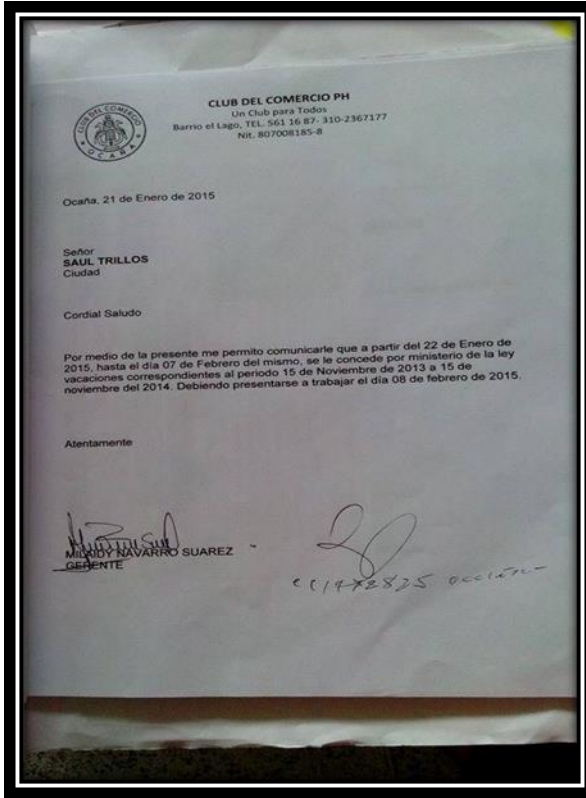 CLUB DEL COMERCIO
OCAÑA
CLUB DEL COMERCIO PH
Un Club para Todos
Barrio el Lago, TEL. 561 16 87- 310-2367177
Nit. 807008185-8
Ocaña, 21 de Enero de 2015
Señor
SAUL TRILLOS
Ciudad
Cordial Saludo
Por medio de la presente me permito comunicarle que a partir del 22 de Enero de
2015, hasta el día 07 de Febrero del mismo, se le concede por ministerio de la ley
vacaciones correspondientes al periodo 15 de Noviembre de 2013 a 15 de
noviembre del 2014. Debiendo presentarse a trabajar el día 08 de febrero de 2015.
Atentamente
NAVARRO SUAREZ
GERENTE